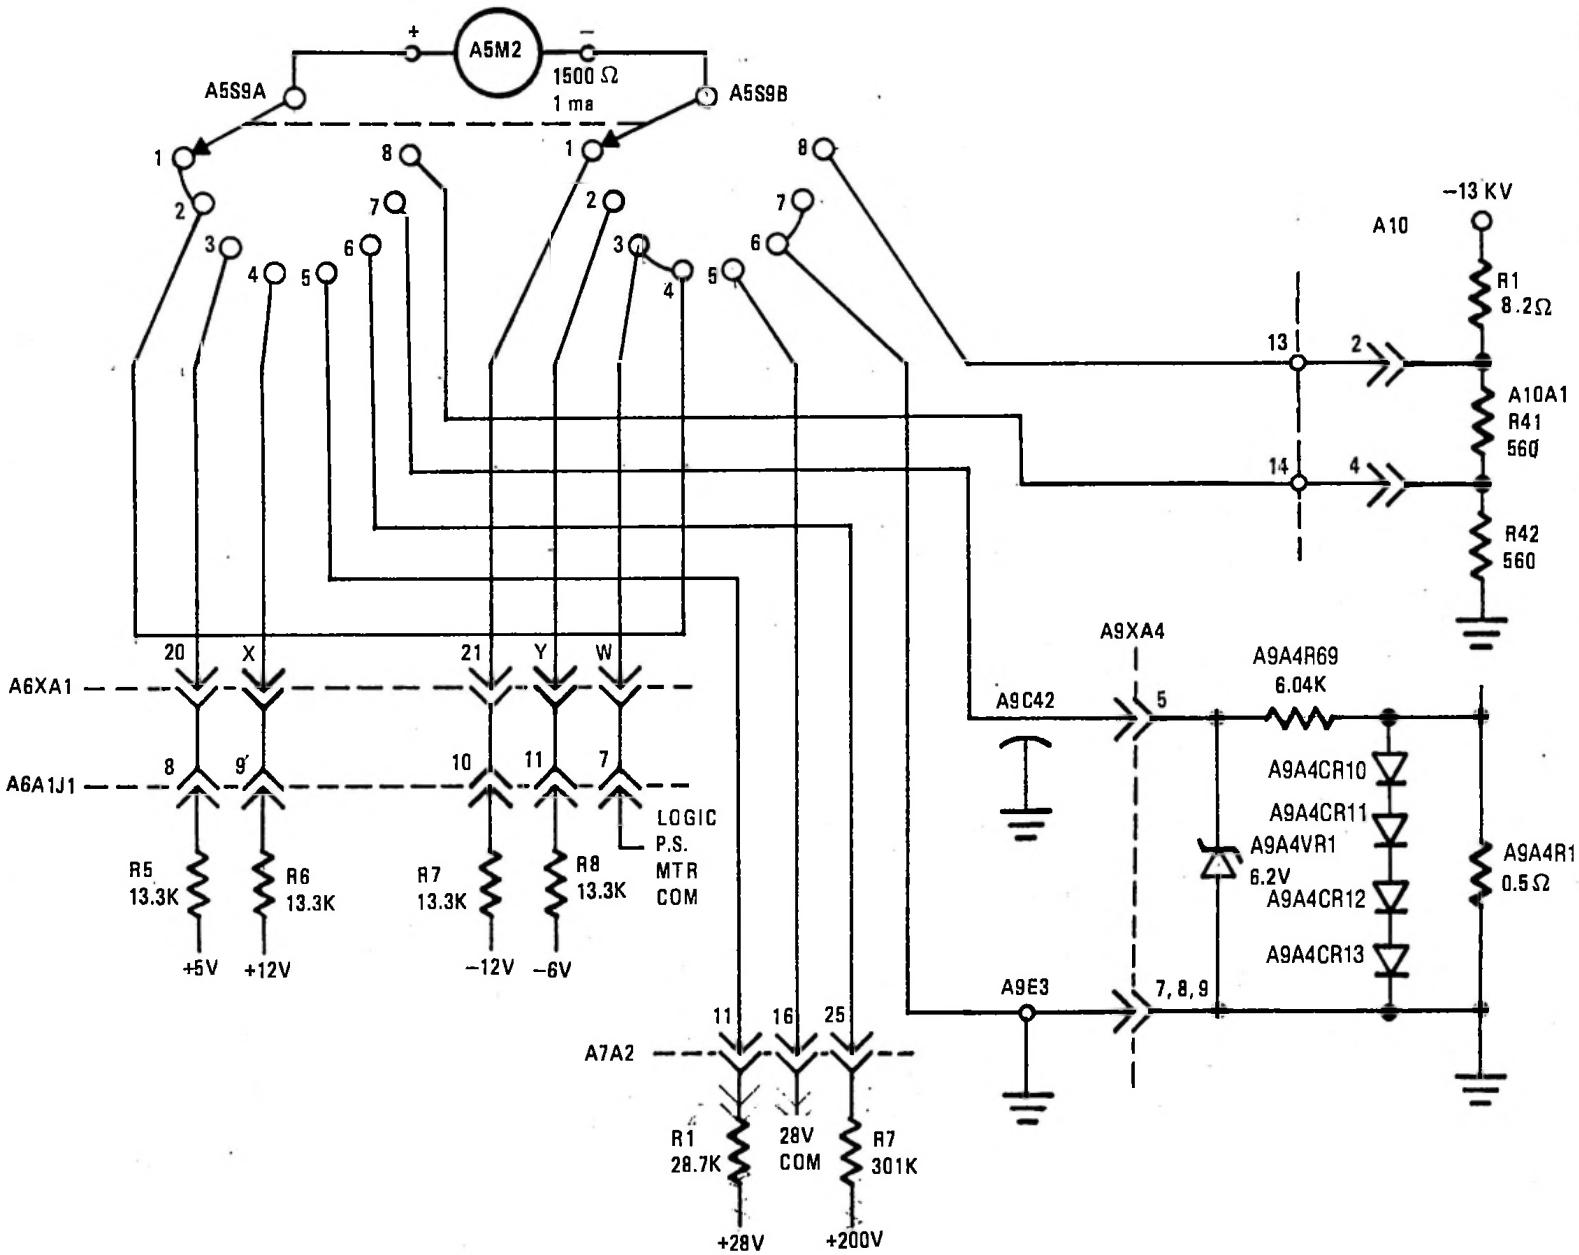 +
A5M2
−
1500 Ω
1 ma
A5S9A
A5S9B
1
2
3
4
5
6
7
8
1
2
3
4
5
6
7
8
−13 KV
A10
R1
8.2Ω
13
2
A10A1
R41
560
14
4
R42
560
A6XA1
20
X
21
Y
W
A6A1J1
8
9
10
11
7
LOGIC
P.S.
MTR
COM
R5
13.3K
R6
13.3K
R7
13.3K
R8
13.3K
+5V
+12V
−12V
−6V
A9XA4
A9C42
5
A9A4R69
6.04K
A9A4CR10
A9A4CR11
A9A4VR1
6.2V
A9A4CR12
A9A4CR13
A9A4R1
0.5Ω
A9E3
7, 8, 9
A7A2
11
16
25
R1
28.7K
28V
COM
R7
301K
+28V
+200V